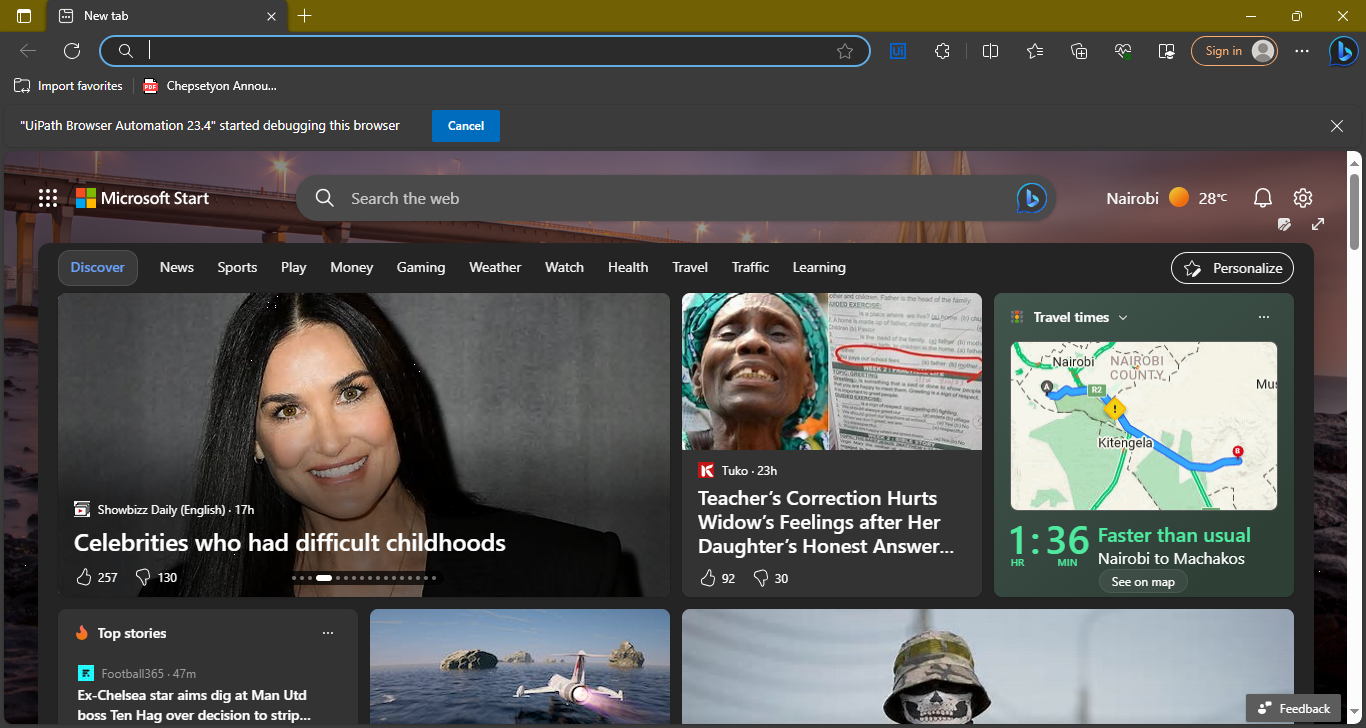 New tab
Ui
Sign in
Import favorites
PDF
Chepsetyon Annou...
"UiPath Browser Automation 23.4" started debugging this browser
Cancel
Microsoft Start
Search the web
Nairobi
28°C
Discover
News
Sports
Play
Money
Gaming
Weather
Watch
Health
Travel
Traffic
Learning
Personalize
Showbizz Daily (English) · 17h
Celebrities who had difficult childhoods
257
130
K
Tuko · 23h
Teacher's Correction Hurts
Widow's Feelings after Her
Daughter's Honest Answer...
92
30
Travel times
Nairobi
NAIROBI
COUNTY
A
R2
Kitengela
B
1:36
HR
MIN
Faster than usual
Nairobi to Machakos
See on map
Top stories
Football365 · 47m
Ex-Chelsea star aims dig at Man Utd
boss Ten Hag over decision to strip...
Feedback